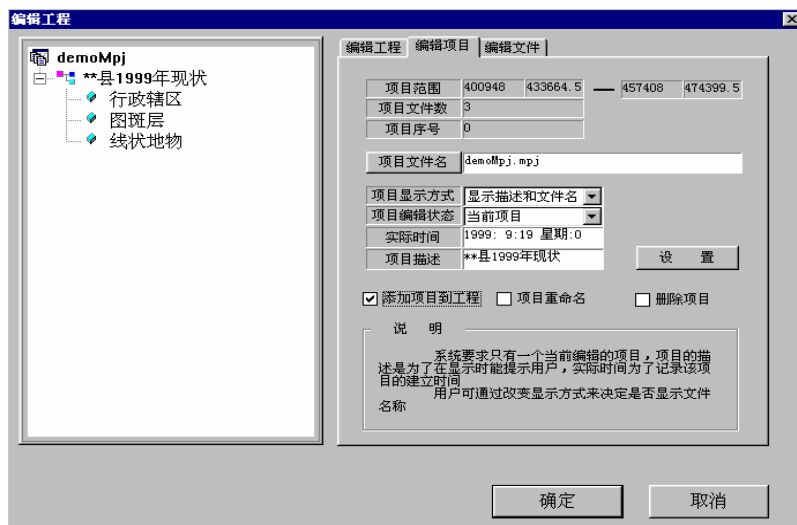 编辑工程
demoMpj
**县1999年现状
行政辖区
图斑层
线状地物
编辑工程 编辑项目 编辑文件
项目范围 400948 433664.5 — 457408 474399.5
项目文件数 3
项目序号 0
项目文件名 demoMpj.mpj
项目显示方式 显示描述和文件名
项目编辑状态 当前项目
实际时间 1999: 9:19 星期:0
项目描述 **县1999年现状 设 置
添加项目到工程 项目重命名 删除项目
说 明
系统要求只有一个当前编辑的项目，项目的描
述是为了在显示时能提示用户，实际时间为了记录该项
目的建立时间
用户可通过改变显示方式来决定是否显示文件
名称
确定 取消